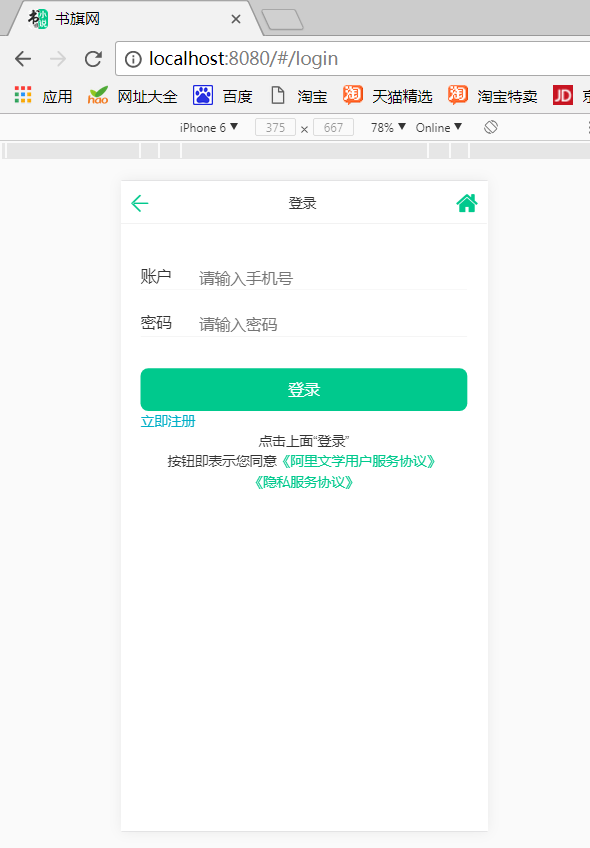 书旗网
localhost:8080/#/login
应用 hao 网址大全 百度 淘宝 淘 天猫精选 淘 淘宝特卖 JD
iPhone 6 ▼ 375 × 667 78% ▼ Online ▼
登录
账户 请输入手机号
密码 请输入密码
登录
立即注册
点击上面“登录”
按钮即表示您同意《阿里文学用户服务协议》
《隐私服务协议》